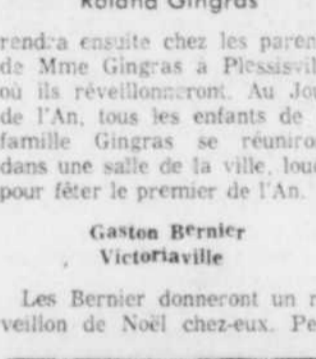 Roland Gingras
rendra ensuite chez les paren
de Mme Gingras a Plessisvil
où ils réveillonneront. Au Jou
de l'An, tous les enfants de
famille Gingras se réuniro
dans une salle de la ville, loué
pour fêter le premier de l'An.
Gaston Bernier
Victoriaville
Les Bernier donneront un r
veillon de Noël chez-eux. Pe